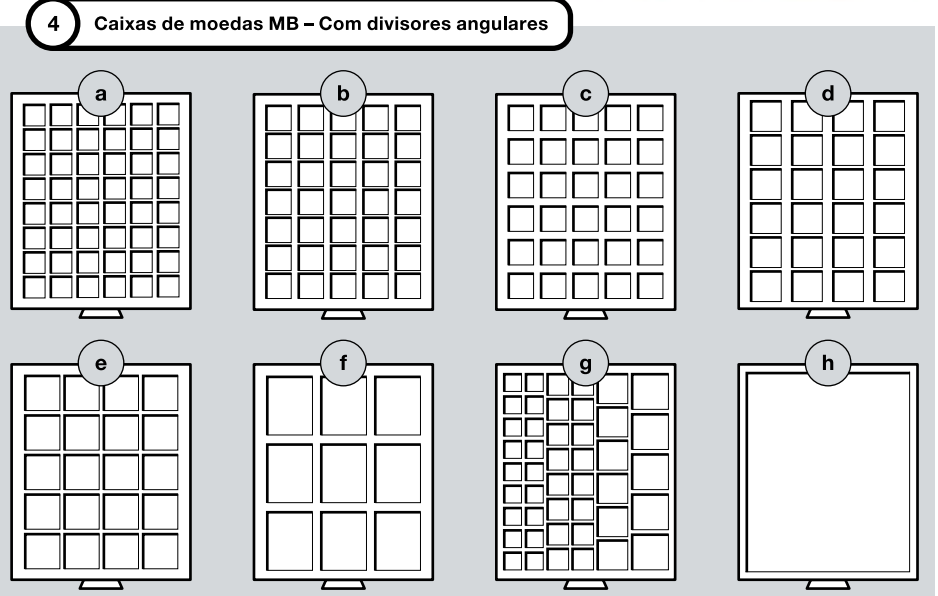 4 Caixas de moedas MB – Com divisores angulares
a b c d
e f g h